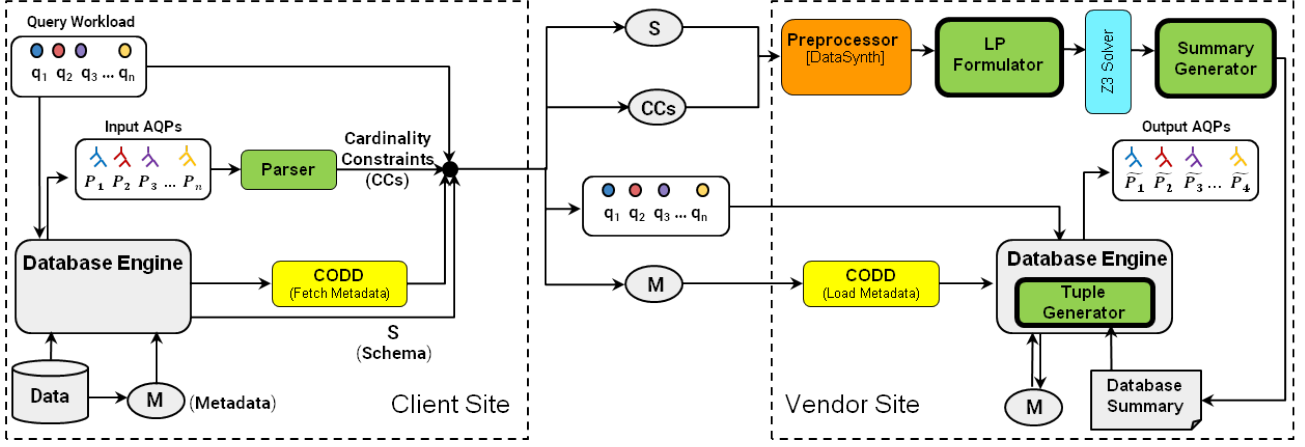 Query Workload
q1 q2 q3 ... qn
Input AQPs
P1 P2 P3 ... Pn
Parser
Cardinality
Constraints
(CCs)
Database Engine
CODD
(Fetch Metadata)
S
(Schema)
Data
M
(Metadata)
Client Site
S
CCs
q1 q2 q3 ... qn
M
Preprocessor
[DataSynth]
LP
Formulator
Z3 Solver
Summary
Generator
Output AQPs
P̃1 P̃2 P̃3 ... P̃4
CODD
(Load Metadata)
Database Engine
Tuple
Generator
M
Database
Summary
Vendor Site